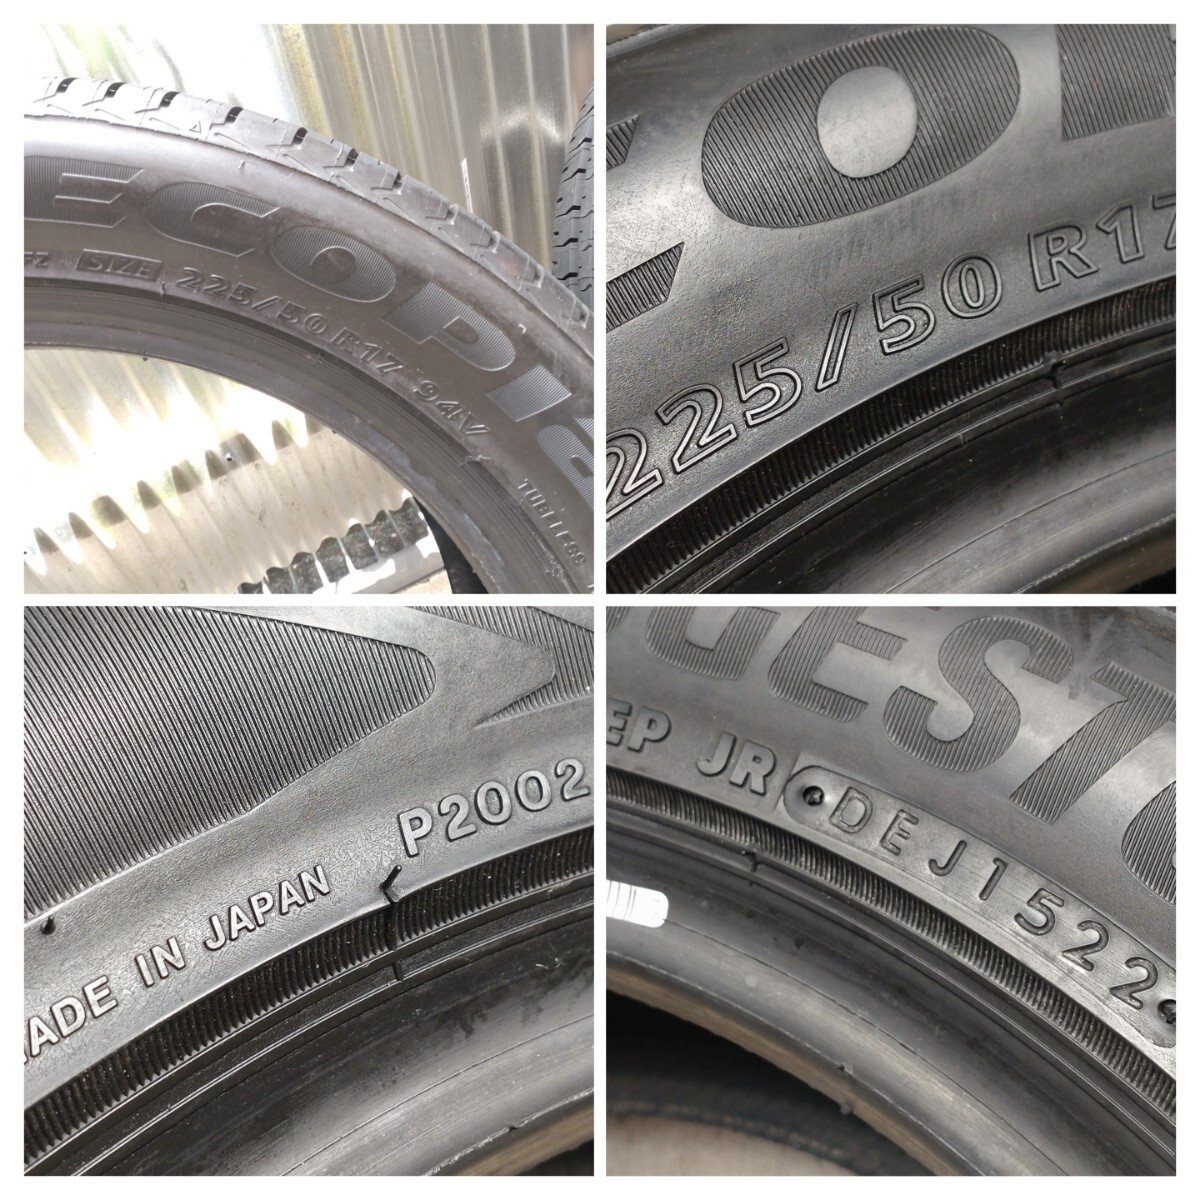 ECOPIA
SIZE 225/50 R17 94V
TUBELESS
225/50 R17
MADE IN JAPAN
P2002
EP JR DEJ1522